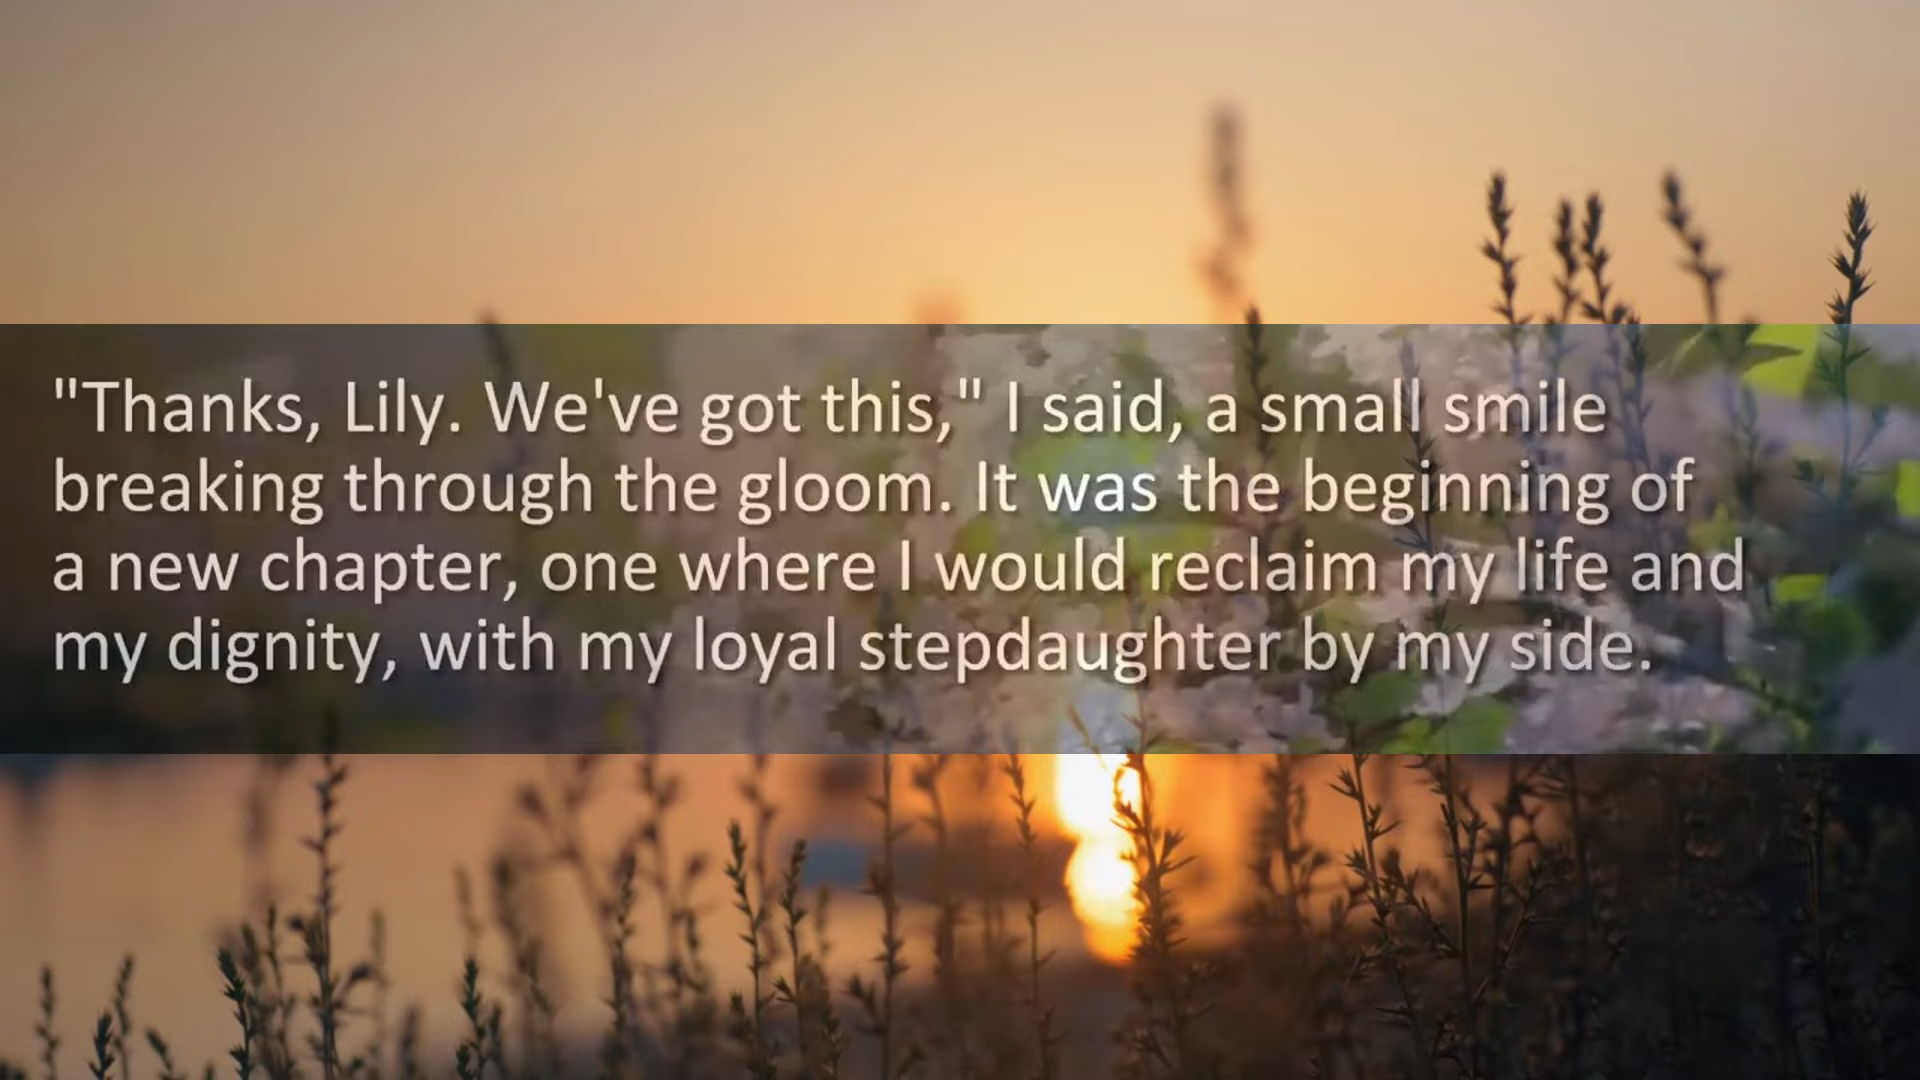 "Thanks, Lily. We've got this," I said, a small smile
breaking through the gloom. It was the beginning of
a new chapter, one where I would reclaim my life and
my dignity, with my loyal stepdaughter by my side.